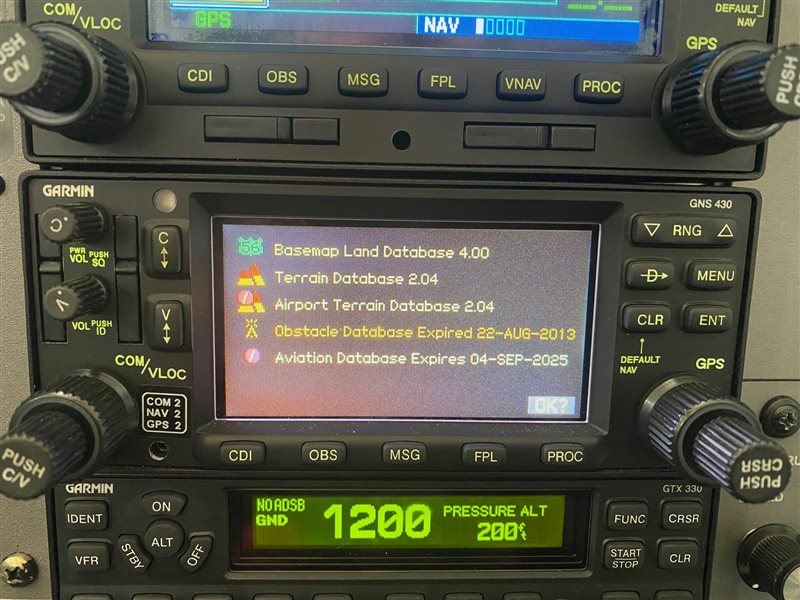 COM/VLOC
GPS
NAV
DEFAULT
NAV
GPS
PUSH
C/V
CDI
OBS
MSG
FPL
VNAV
PROC
PUSH
GARMIN
GNS 430
C
PWR
VOL
PUSH
SQ
V
VOL
PUSH
ID
COM/VLOC
COM 2
NAV 2
GPS 2
PUSH
C/V
Basemap Land Database 4.00
Terrain Database 2.04
Airport Terrain Database 2.04
Obstacle Database Expired 22-AUG-2013
Aviation Database Expires 04-SEP-2025
OK?
RNG
D
MENU
CLR
ENT
DEFAULT
NAV
GPS
PUSH
CRSR
CDI
OBS
MSG
FPL
PROC
GARMIN
GTX 330
IDENT
VFR
ON
ALT
STBY
OFF
NO ADSB
GND
1200
PRESSURE ALT
200
FUNC
CRSR
START
STOP
CLR